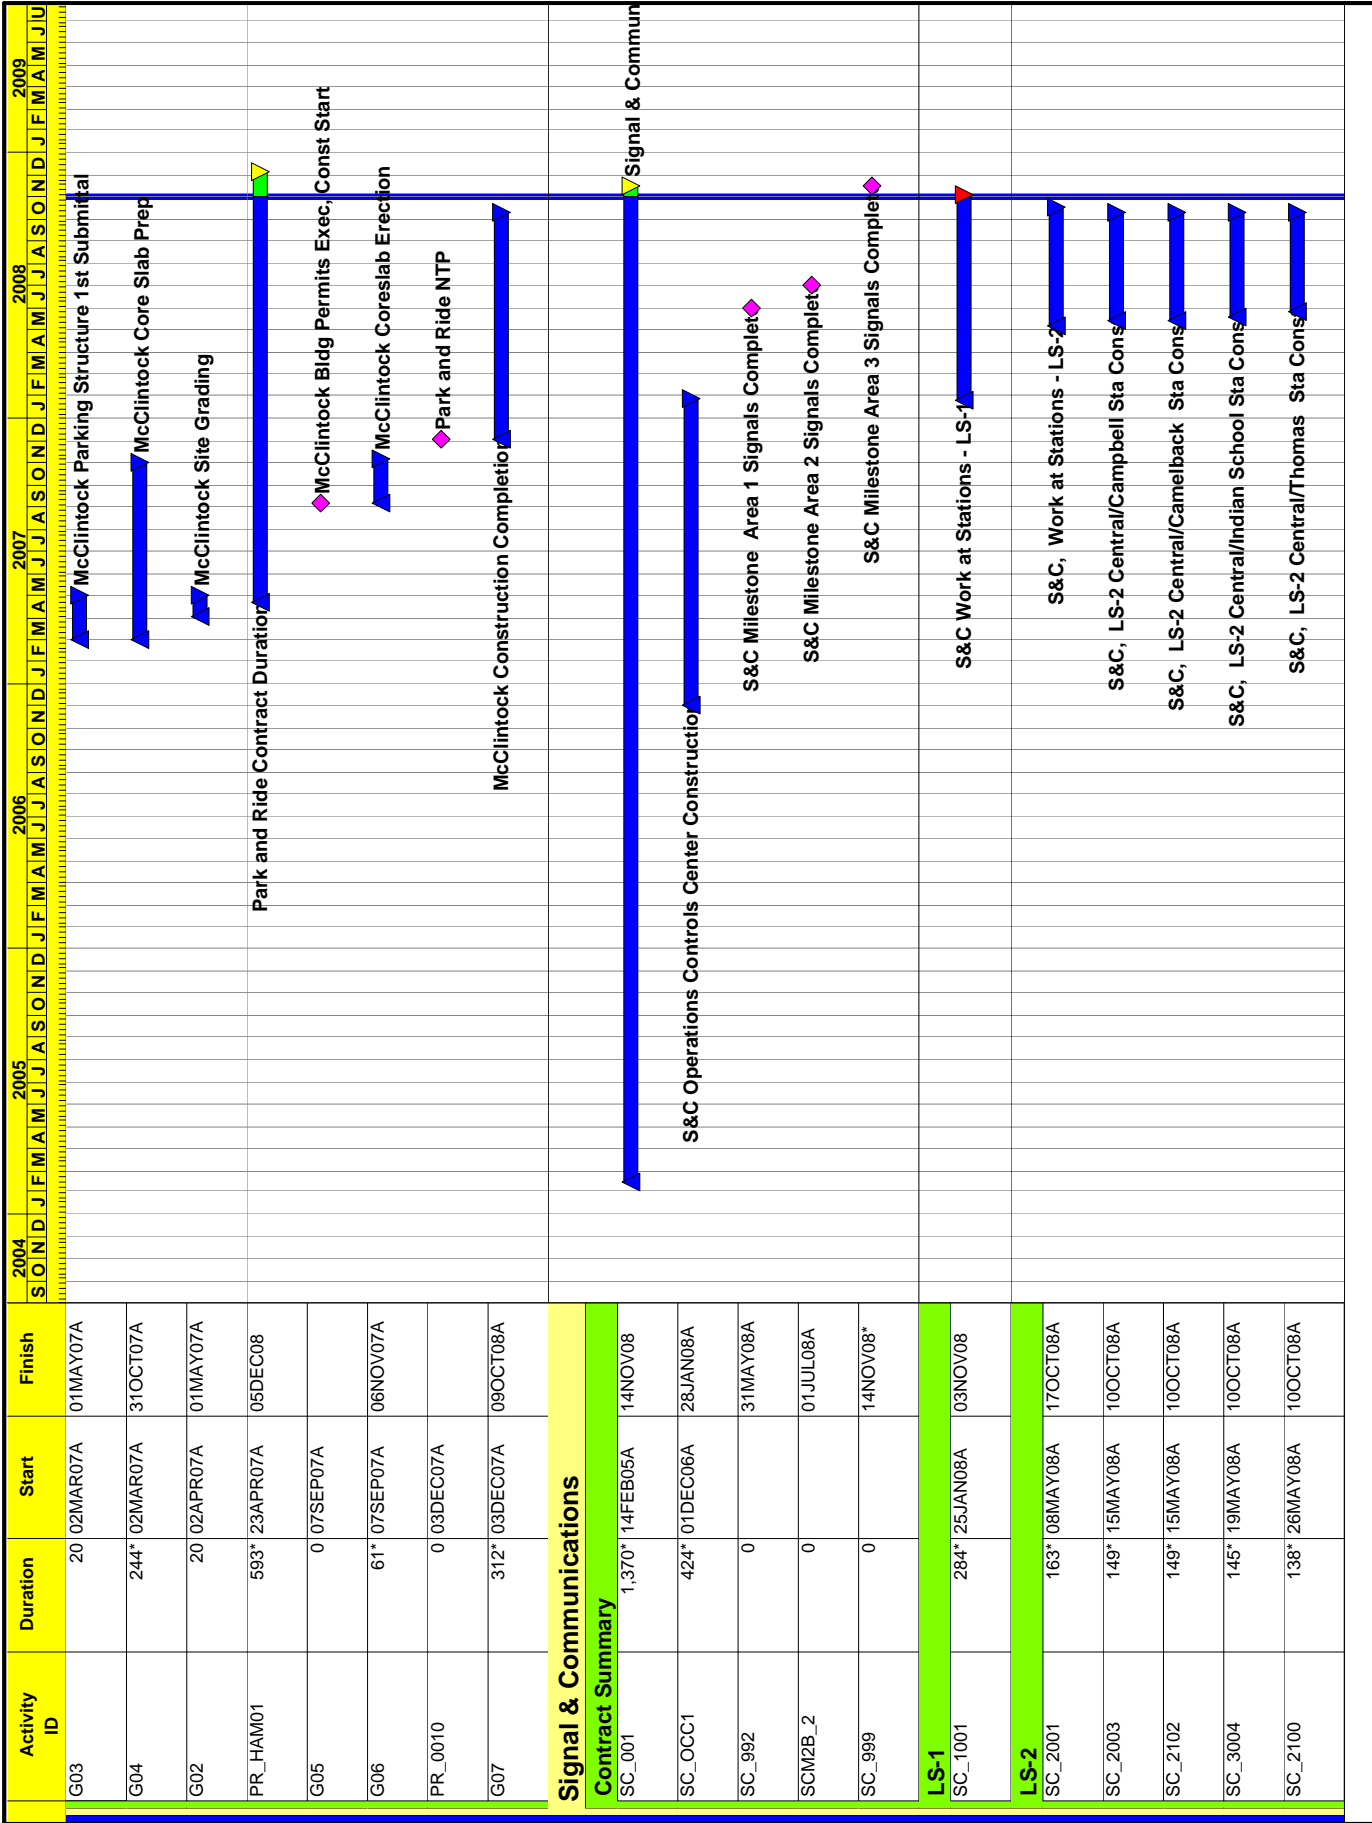 Activity ID Duration Start Finish 2004 2005 2006 2007 2008 2009
S O N D J F M A M J J A S O N D J F M A M J J A S O N D J F M A M J J A S O N D J F M A M J J A S O N D J F M A M J U
G03 20 02MAR07A 01MAY07A McClintock Parking Structure 1st Submittal
G04 244* 02MAR07A 31OCT07A McClintock Core Slab Prep
G02 20 02APR07A 01MAY07A McClintock Site Grading
PR_HAM01 593* 23APR07A 05DEC08 Park and Ride Contract Duration
G05 0 07SEP07A McClintock Bldg Permits Exec, Const Start
G06 61* 07SEP07A 06NOV07A McClintock Coreslab Erection
PR_0010 0 03DEC07A Park and Ride NTP
G07 312* 03DEC07A 09OCT08A McClintock Construction Completion
Signal & Communications
Contract Summary
SC_001 1,370* 14FEB05A 14NOV08 Signal & Commun
SC_OCC1 424* 01DEC06A 28JAN08A S&C Operations Controls Center Construction
SC_992 0 31MAY08A S&C Milestone Area 1 Signals Complete
SCM2B_2 0 01JUL08A S&C Milestone Area 2 Signals Complete
SC_999 0 14NOV08* S&C Milestone Area 3 Signals Complete
LS-1
SC_1001 284* 25JAN08A 03NOV08 S&C Work at Stations - LS-1
LS-2
SC_2001 163* 08MAY08A 17OCT08A S&C, Work at Stations - LS-2
SC_2003 149* 15MAY08A 10OCT08A S&C, LS-2 Central/Campbell Sta Cons
SC_2102 149* 15MAY08A 10OCT08A S&C, LS-2 Central/Camelback Sta Cons
SC_3004 145* 19MAY08A 10OCT08A S&C, LS-2 Central/Indian School Sta Cons
SC_2100 138* 26MAY08A 10OCT08A S&C, LS-2 Central/Thomas Sta Cons